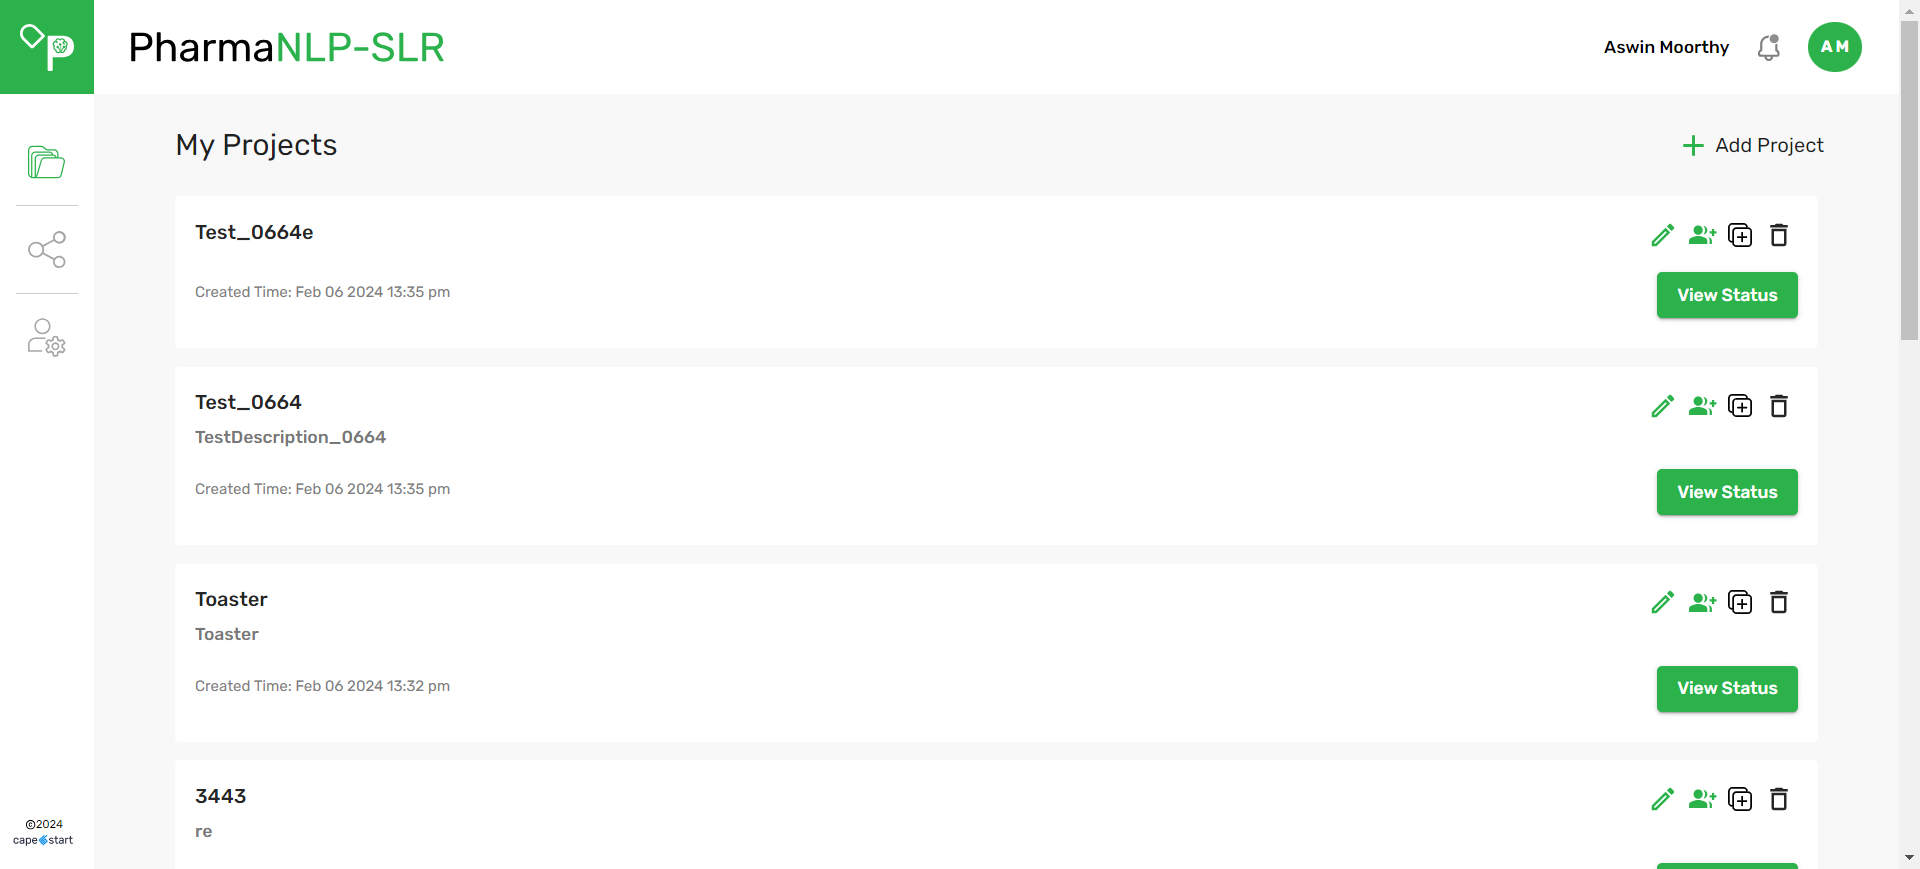 P
PharmaNLP-SLR
Aswin Moorthy
AM
My Projects
Add Project
Test_0664e
Created Time: Feb 06 2024 13:35 pm
View Status
Test_0664
TestDescription_0664
Created Time: Feb 06 2024 13:35 pm
View Status
Toaster
Toaster
Created Time: Feb 06 2024 13:32 pm
View Status
3443
re
©2024
capestart